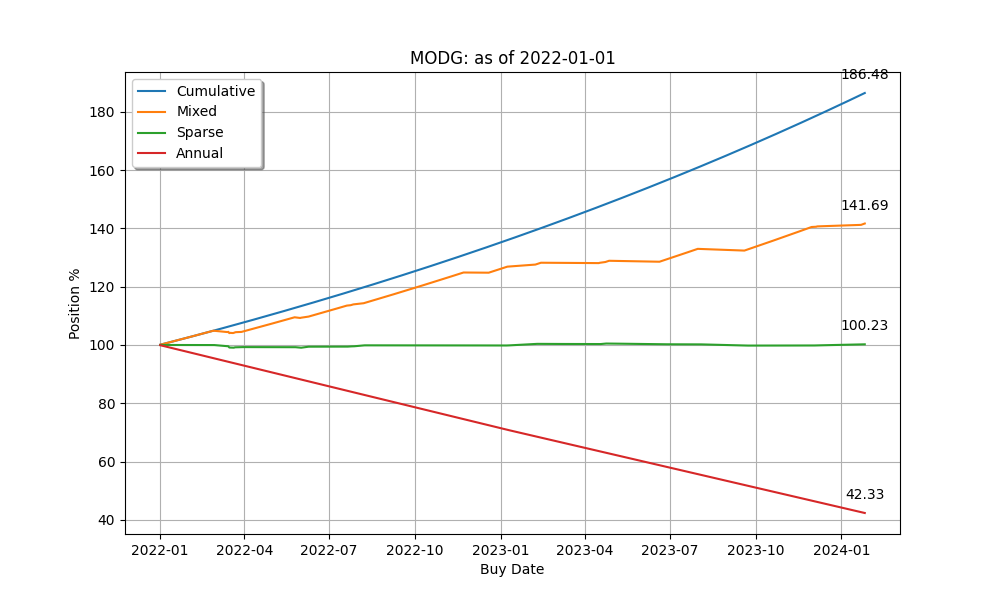 MODG: as of 2022-01-01
186.48
Cumulative
Mixed
Sparse
Annual
180
160
141.69
140
120
100.23
100
80
60
42.33
40
Position %
2022-01 2022-04 2022-07 2022-10 2023-01 2023-04 2023-07 2023-10 2024-01
Buy Date